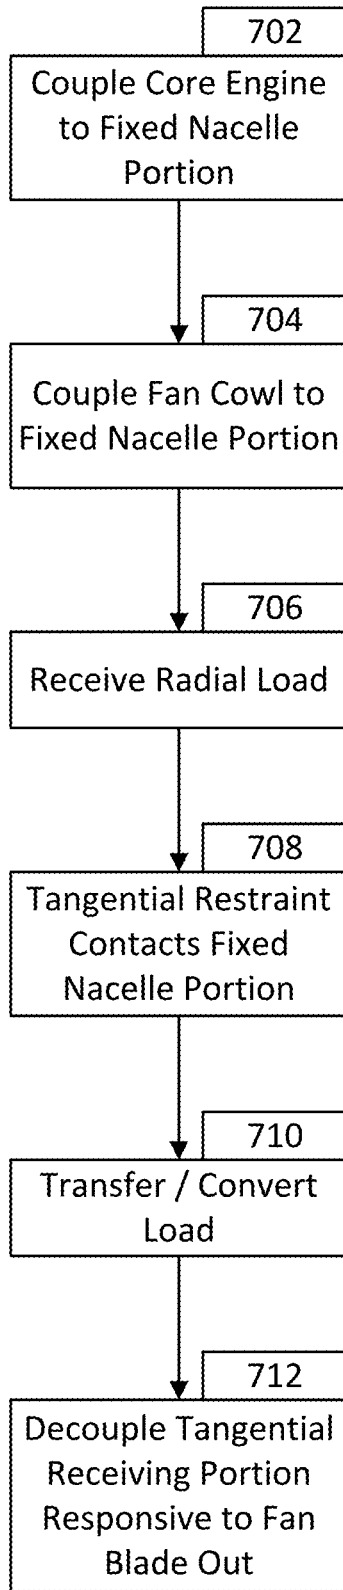 702
Couple Core Engine
to Fixed Nacelle
Portion
704
Couple Fan Cowl to
Fixed Nacelle Portion
706
Receive Radial Load
708
Tangential Restraint
Contacts Fixed
Nacelle Portion
710
Transfer / Convert
Load
712
Decouple Tangential
Receiving Portion
Responsive to Fan
Blade Out